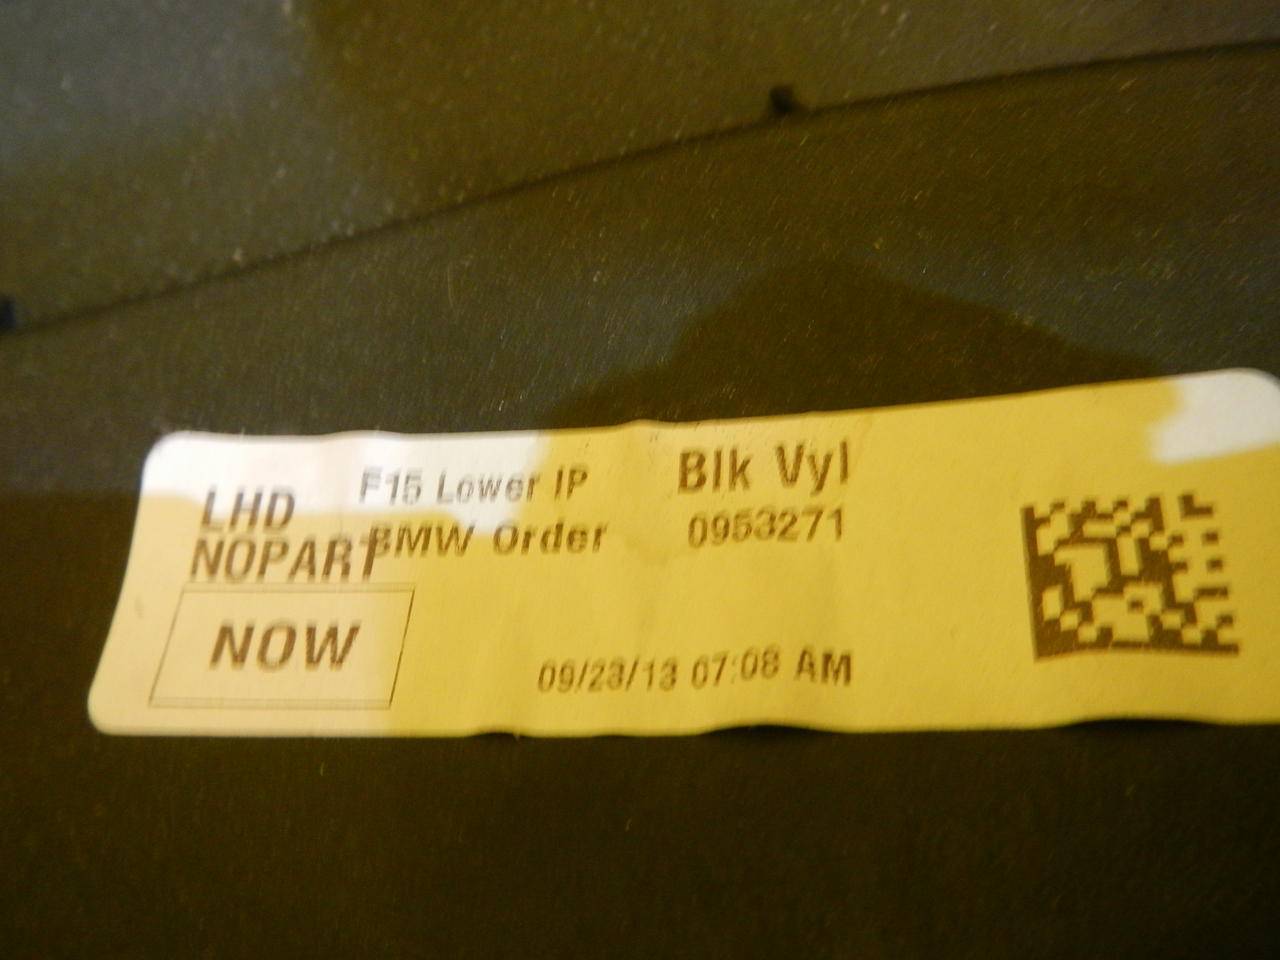 F15 Lower IP Blk Vyl
LHD
BMW Order 0953271
NOPART
NOW
09/23/13 07:08 AM